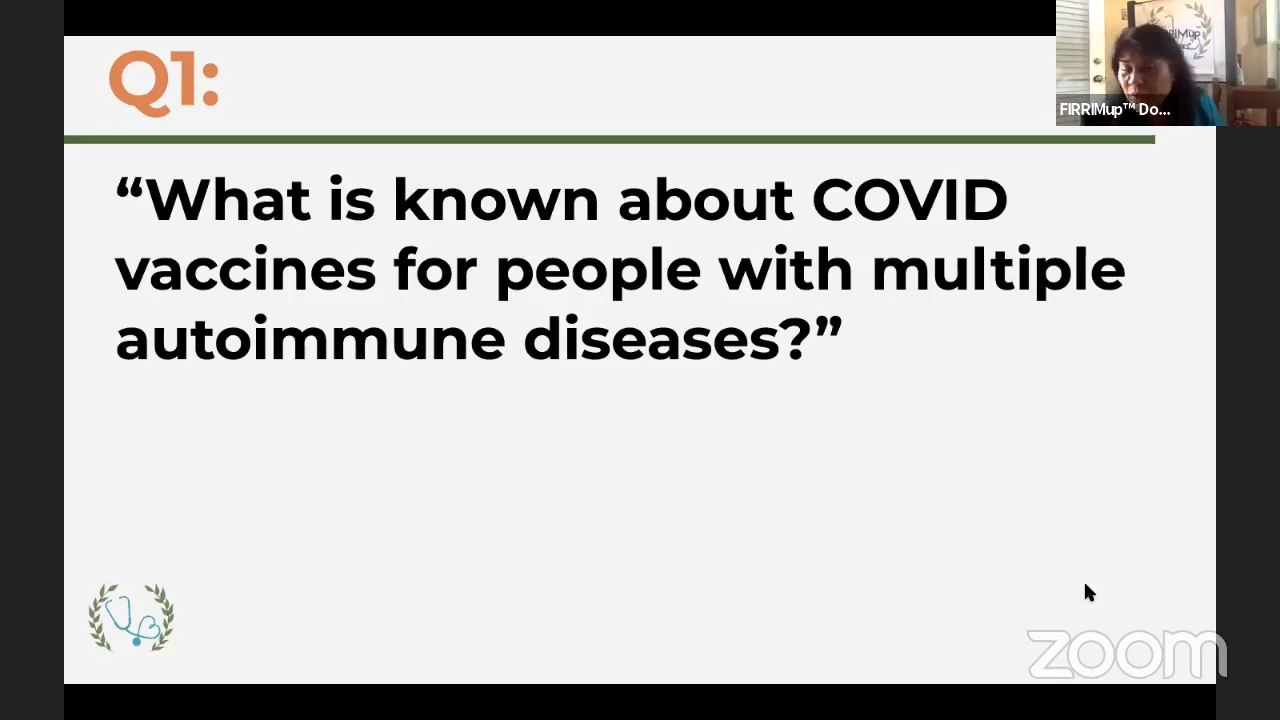 Q1:
“What is known about COVID
vaccines for people with multiple
autoimmune diseases?”
FIRRIMup™ Do...
zoom